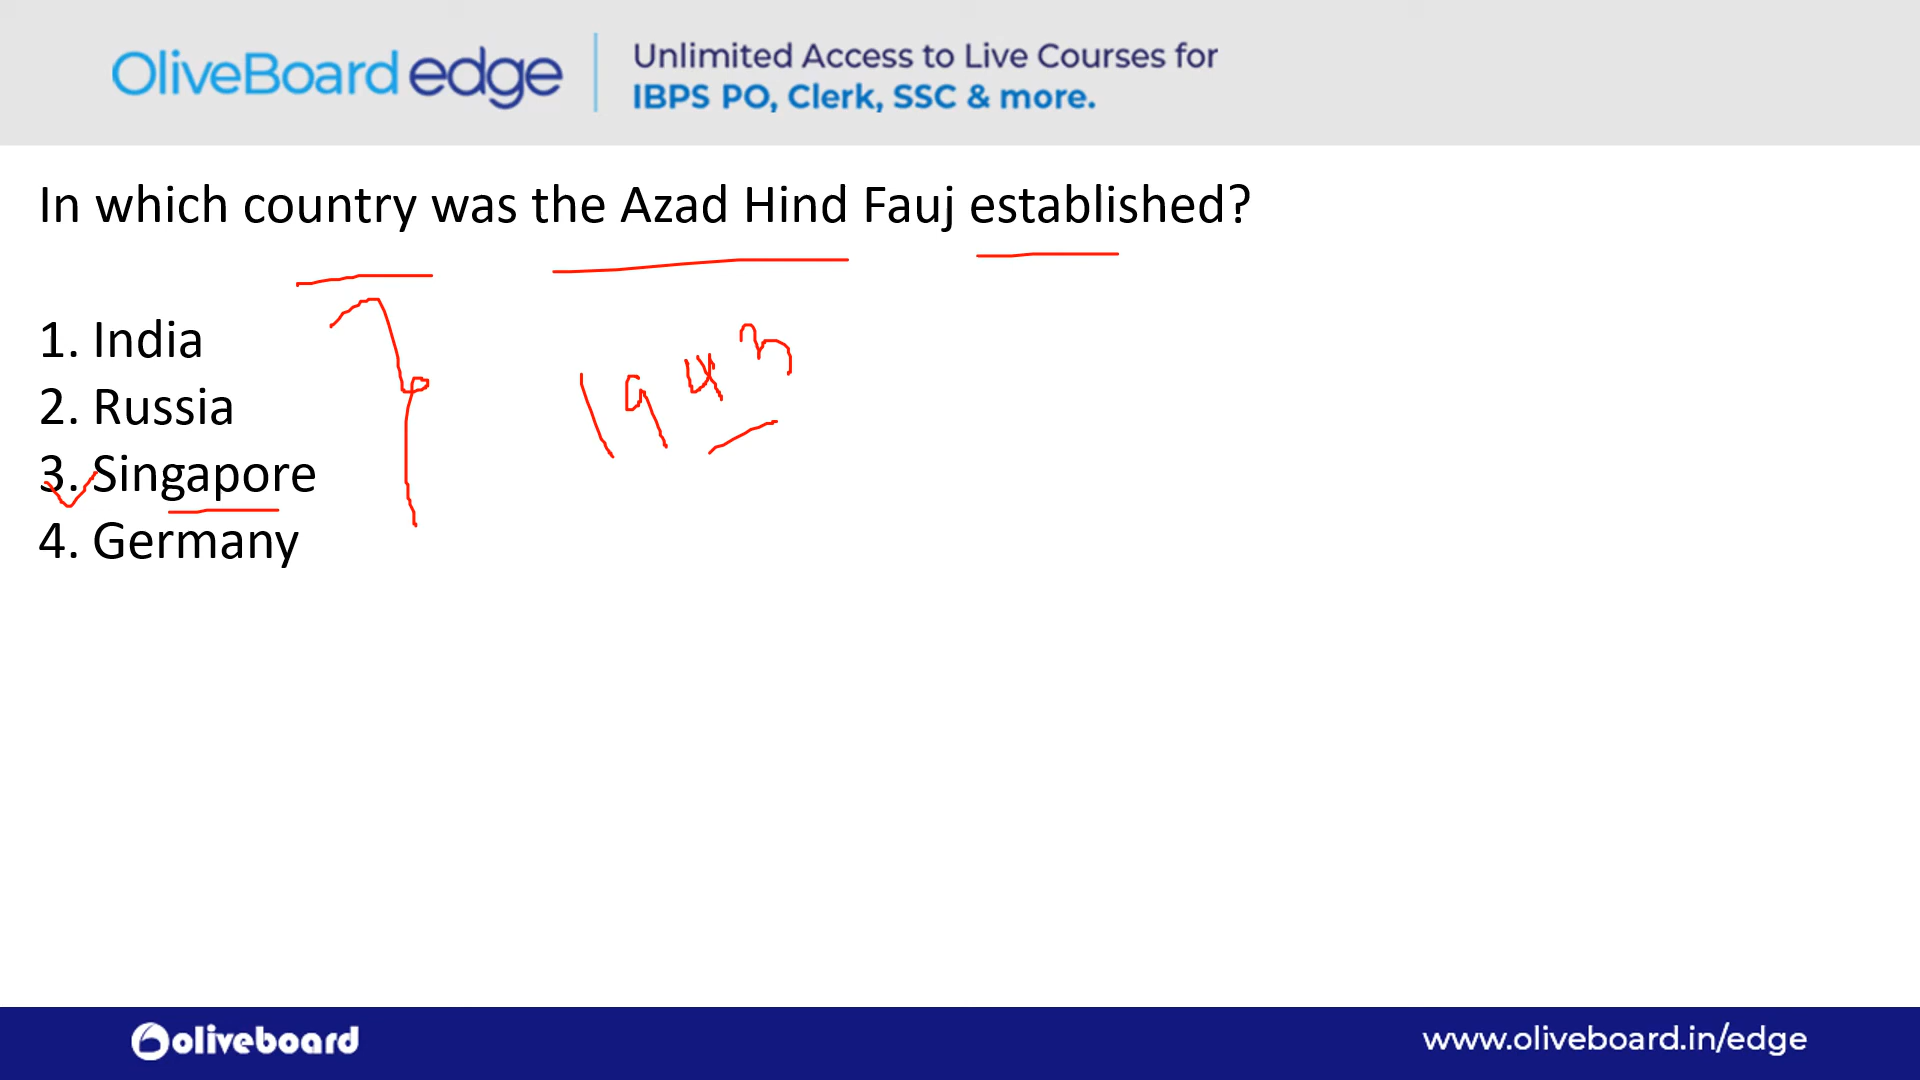 OliveBoard edge
Unlimited Access to Live Courses for
IBPS PO, Clerk, SSC & more.
In which country was the Azad Hind Fauj established?
1. India
2. Russia
3. Singapore
4. Germany
1943
oliveboard
www.oliveboard.in/edge